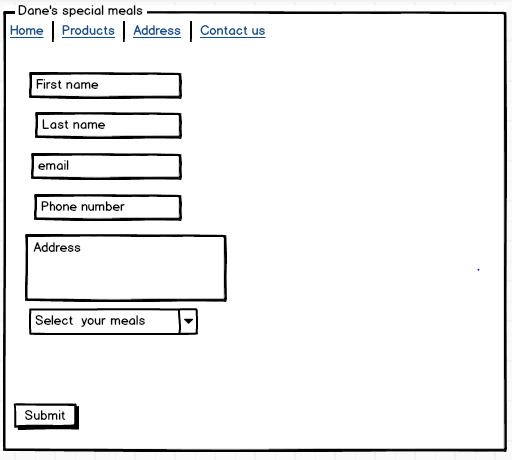 Dane's special meals
Home Products Address Contact us
First name
Last name
email
Phone number
Address
Select your meals
Submit